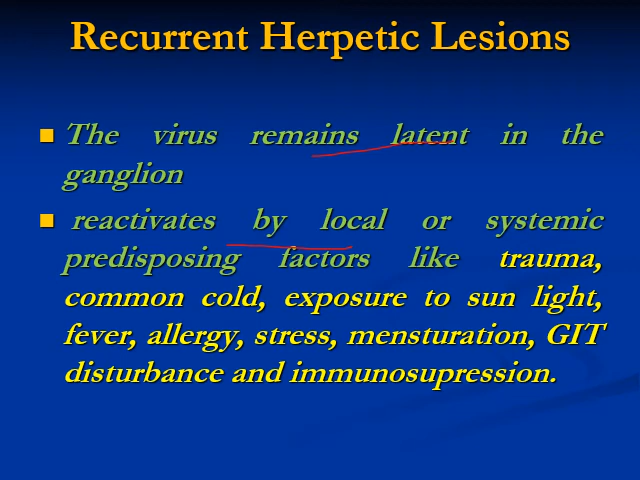 Recurrent Herpetic Lesions
The virus remains latent in the
ganglion
reactivates by local or systemic
predisposing factors like trauma,
common cold, exposure to sun light,
fever, allergy, stress, mensturation, GIT
disturbance and immunosupression.